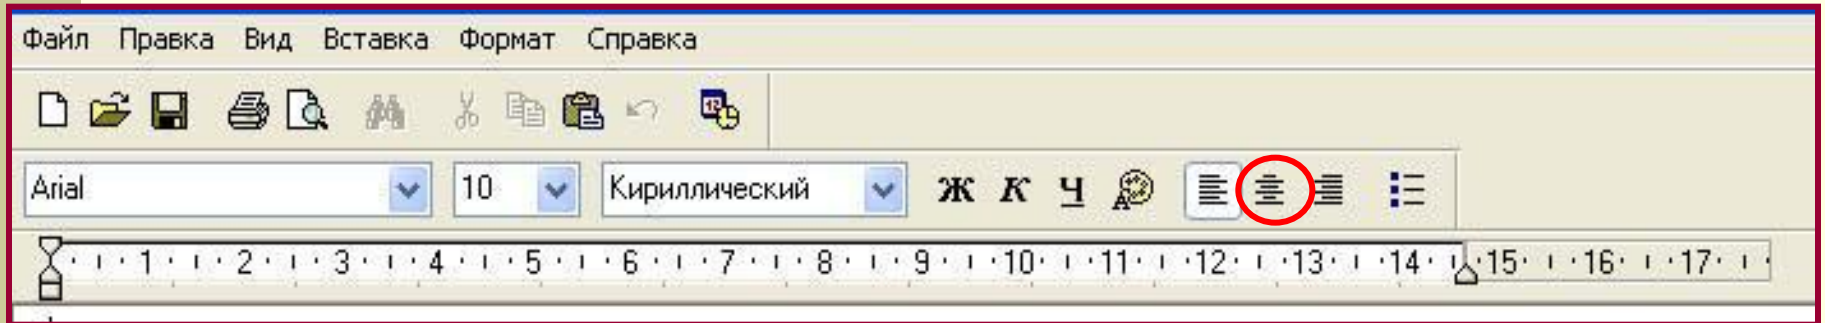 Файл Правка Вид Вставка Формат Справка
12
Arial 10 Кириллический Ж К Ч A
1 2 3 4 5 6 7 8 9 10 11 12 13 14 15 16 17